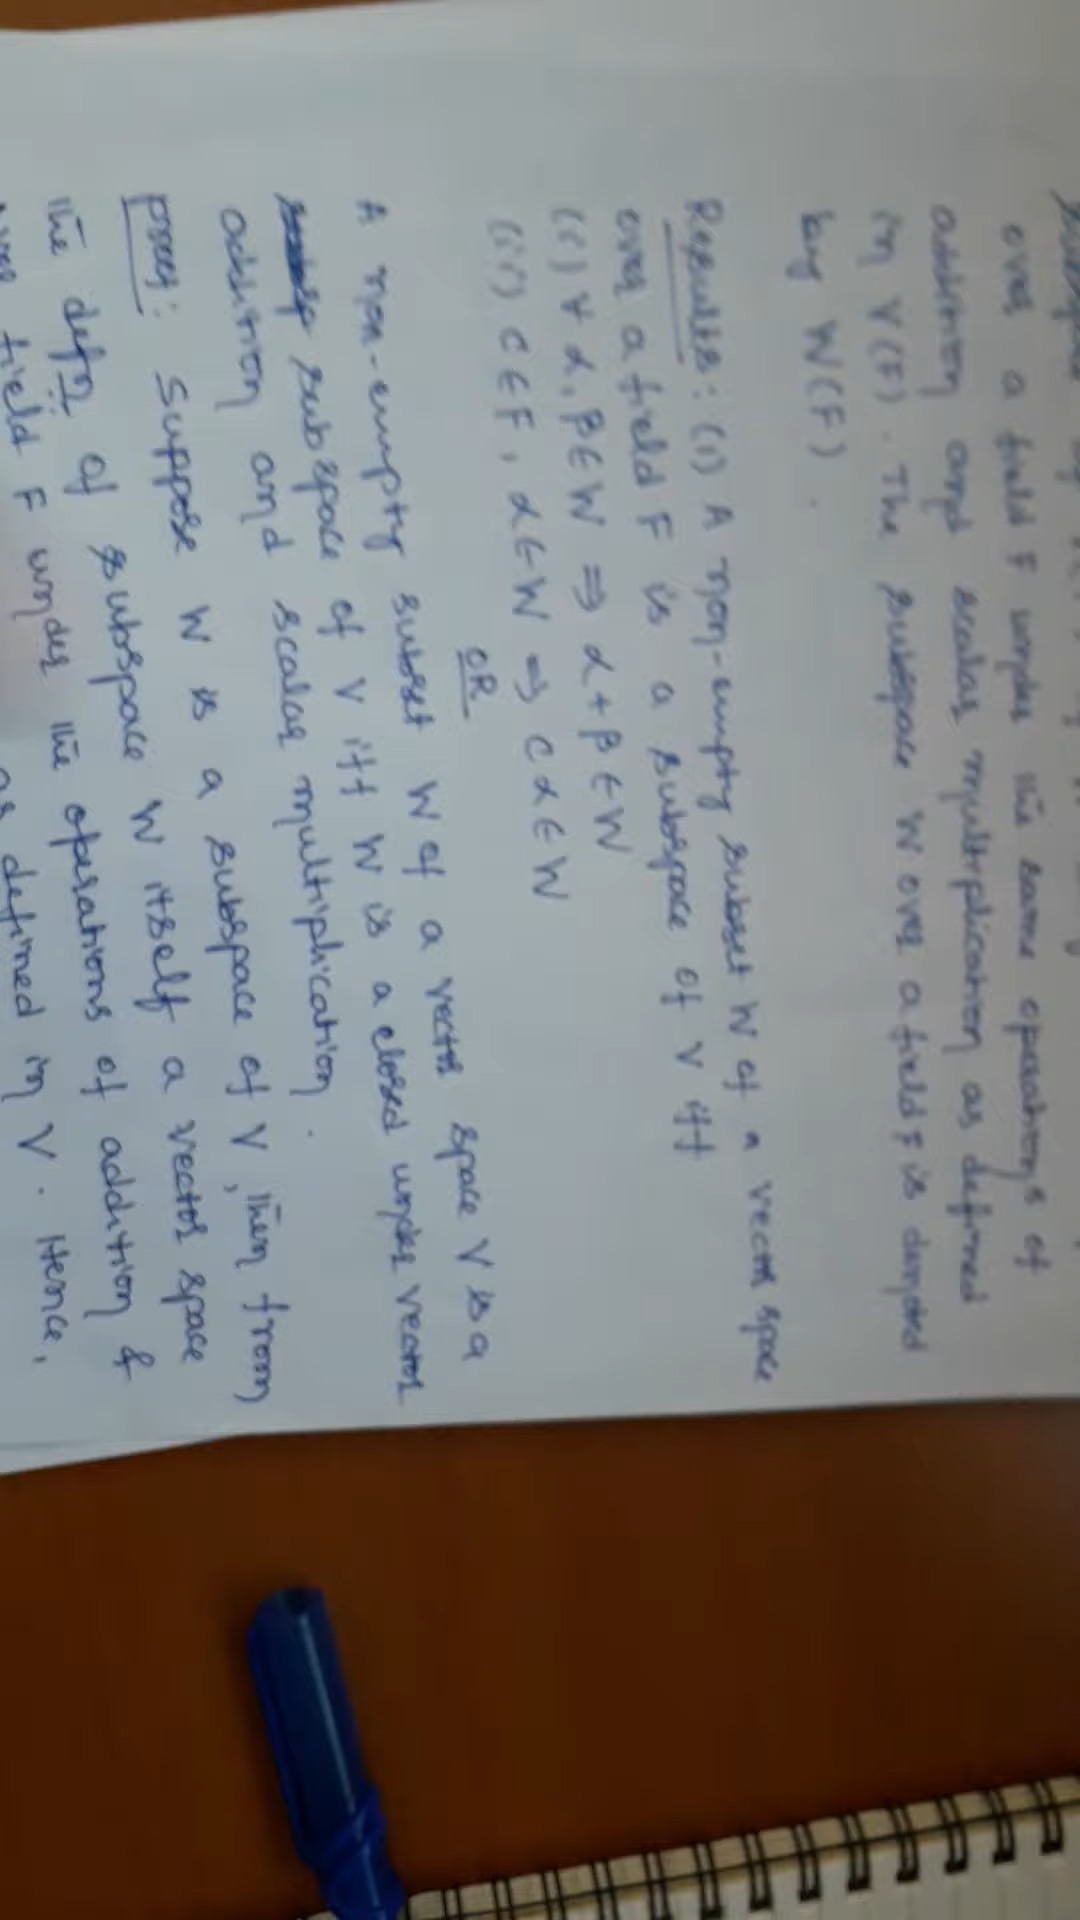 over a field F under the same operations of
addition and scalar multiplication as defined
in V(F). The subspace W over a field F is denoted
by W(F).
Results: (1) A non-empty subset W of a vector space
over a field F is a subspace of V iff
(i) ∀ α, β ∈ W ⇒ α + β ∈ W
(ii) c ∈ F, α ∈ W ⇒ cα ∈ W
OR
A non-empty subset W of a vector space V is a
subspace of V iff W is a closed under vector
addition and scalar multiplication.
Proof: Suppose W is a subspace of V, then from
the defn of subspace W itself a vector space
field F under the operations of addition &
as defined in V. Hence,